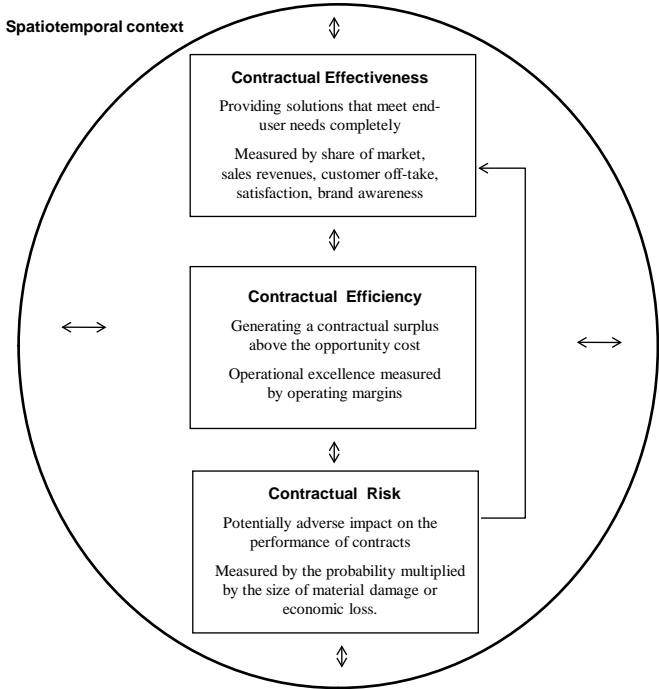 Spatiotemporal context
Contractual Effectiveness
Providing solutions that meet end-
user needs completely
Measured by share of market,
sales revenues, customer off-take,
satisfaction, brand awareness
Contractual Efficiency
Generating a contractual surplus
above the opportunity cost
Operational excellence measured
by operating margins
Contractual Risk
Potentially adverse impact on the
performance of contracts
Measured by the probability multiplied
by the size of material damage or
economic loss.